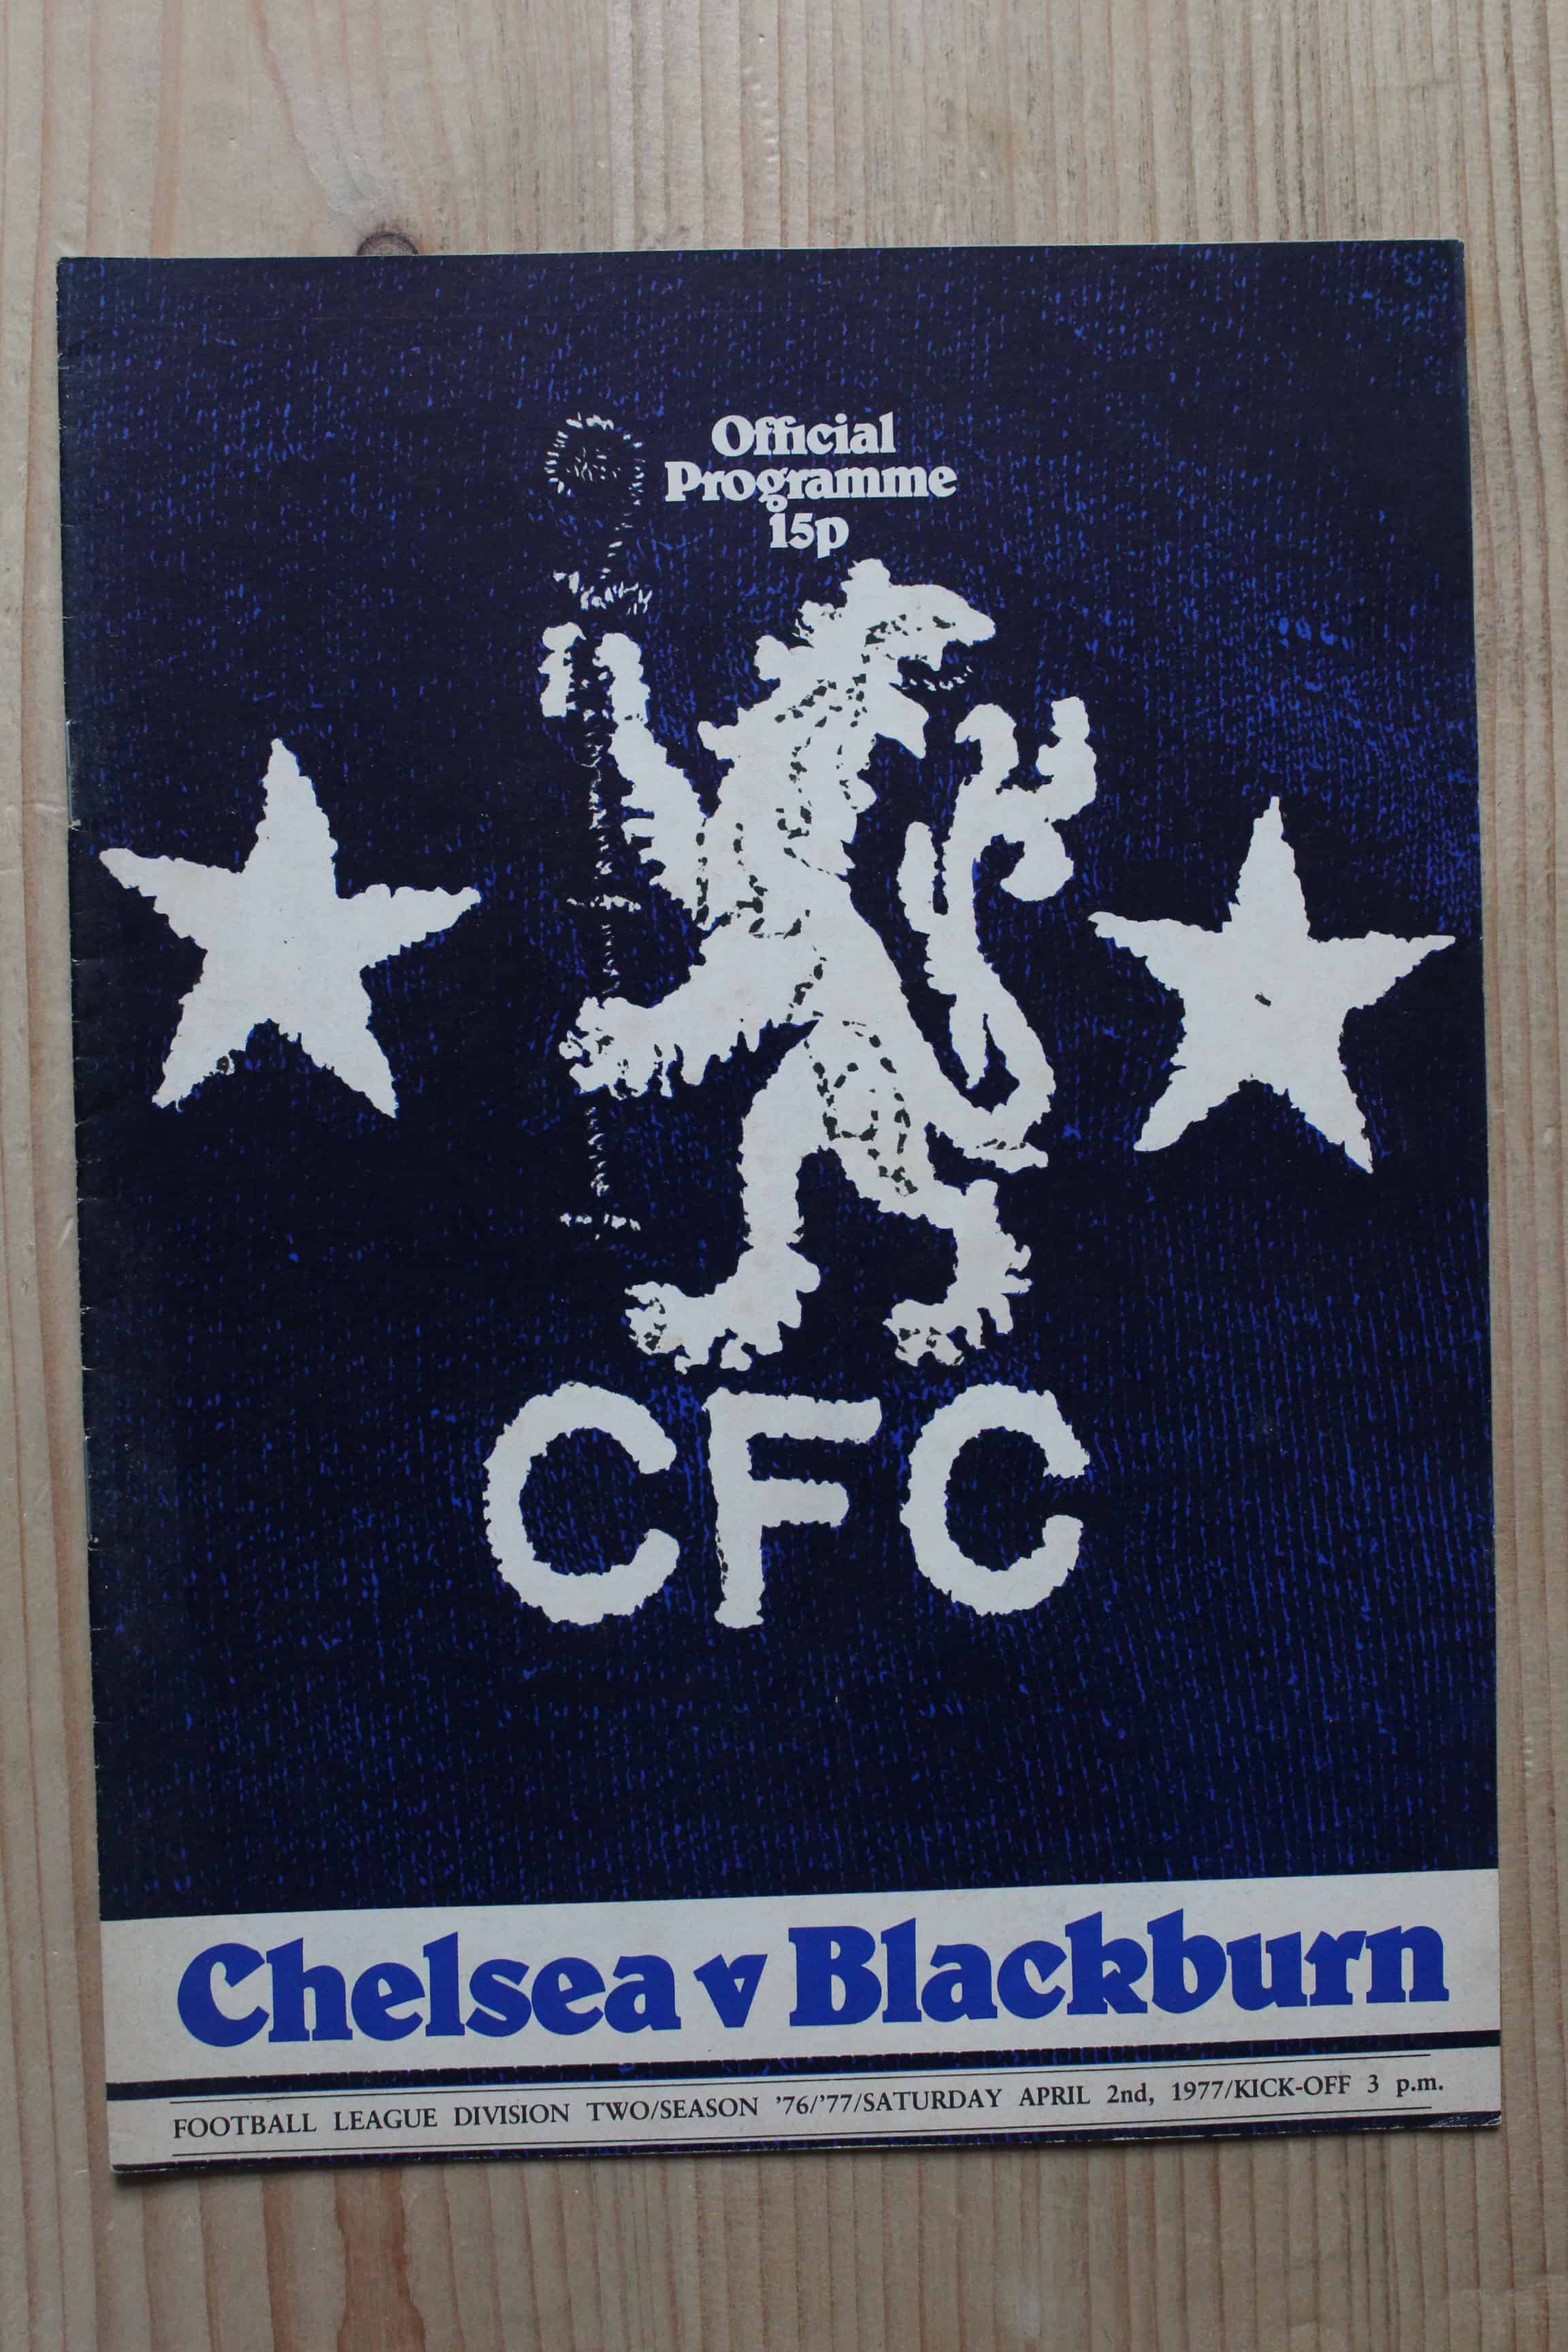 Official
Programme
15p
CFC
Chelsea v Blackburn
FOOTBALL LEAGUE DIVISION TWO/SEASON '76/'77/SATURDAY APRIL 2nd, 1977/KICK-OFF 3 p.m.